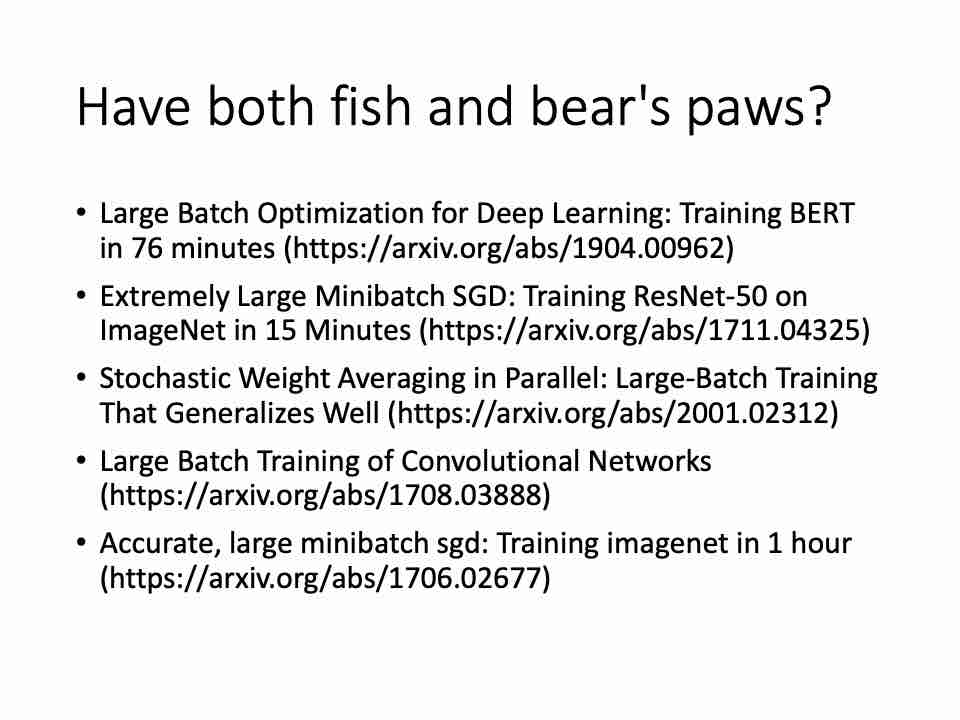 Have both fish and bear's paws?
• Large Batch Optimization for Deep Learning: Training BERT
in 76 minutes (https://arxiv.org/abs/1904.00962)
• Extremely Large Minibatch SGD: Training ResNet-50 on
ImageNet in 15 Minutes (https://arxiv.org/abs/1711.04325)
• Stochastic Weight Averaging in Parallel: Large-Batch Training
That Generalizes Well (https://arxiv.org/abs/2001.02312)
• Large Batch Training of Convolutional Networks
(https://arxiv.org/abs/1708.03888)
• Accurate, large minibatch sgd: Training imagenet in 1 hour
(https://arxiv.org/abs/1706.02677)